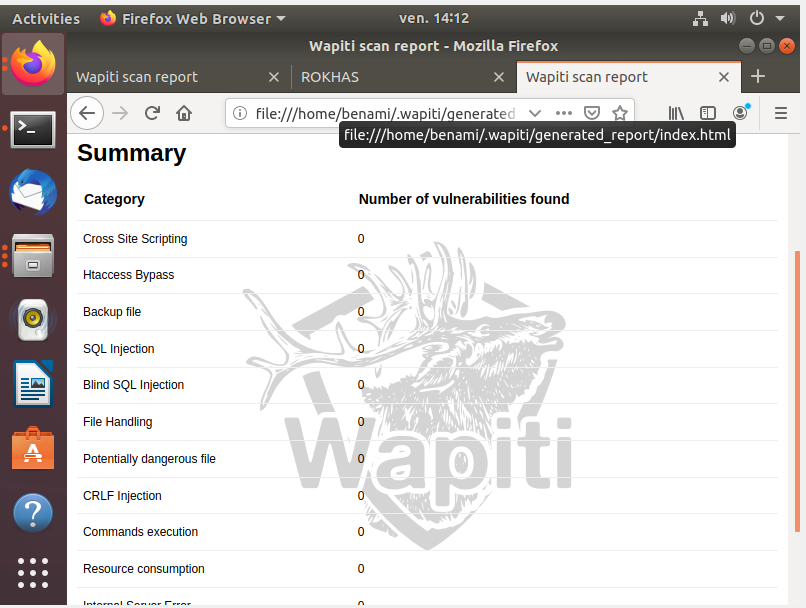 Activities Firefox Web Browser ven. 14:12
Wapiti scan report - Mozilla Firefox
Wapiti scan report ROKHAS Wapiti scan report
file:///home/benami/.wapiti/generated
file:///home/benami/.wapiti/generated_report/index.html
Summary
Category Number of vulnerabilities found
Cross Site Scripting 0
Htaccess Bypass 0
Backup file 0
SQL Injection 0
Blind SQL Injection 0
File Handling 0
Wapiti
Potentially dangerous file 0
CRLF Injection 0
Commands execution 0
Resource consumption 0
Internal Server Error 0